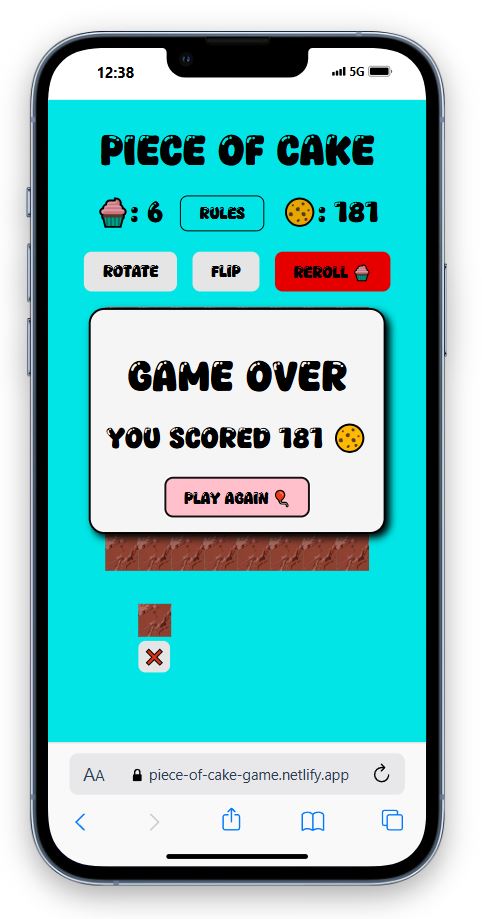 12:38
5G
PIECE OF CAKE
🧁: 6
RULES
🍪: 181
ROTATE
FLIP
REROLL 🧁
GAME OVER
YOU SCORED 181 🍪
PLAY AGAIN 🎈
AA
piece-of-cake-game.netlify.app